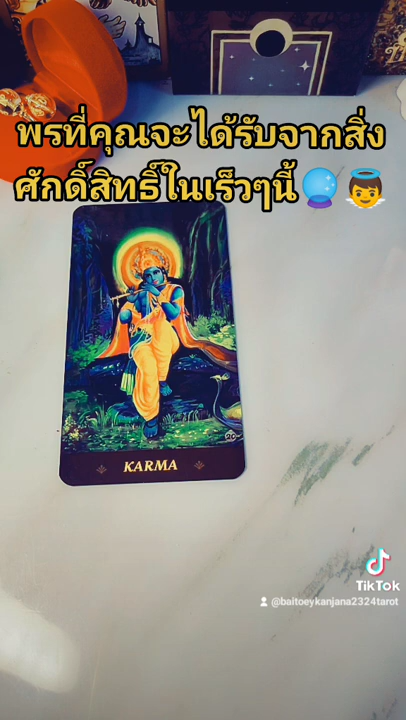 พรที่คุณจะได้รับจากสิ่ง
ศักดิ์สิทธิ์ในเร็วๆนี้🔮👼
20
KARMA
TikTok
@baitoeykanjana2324tarot